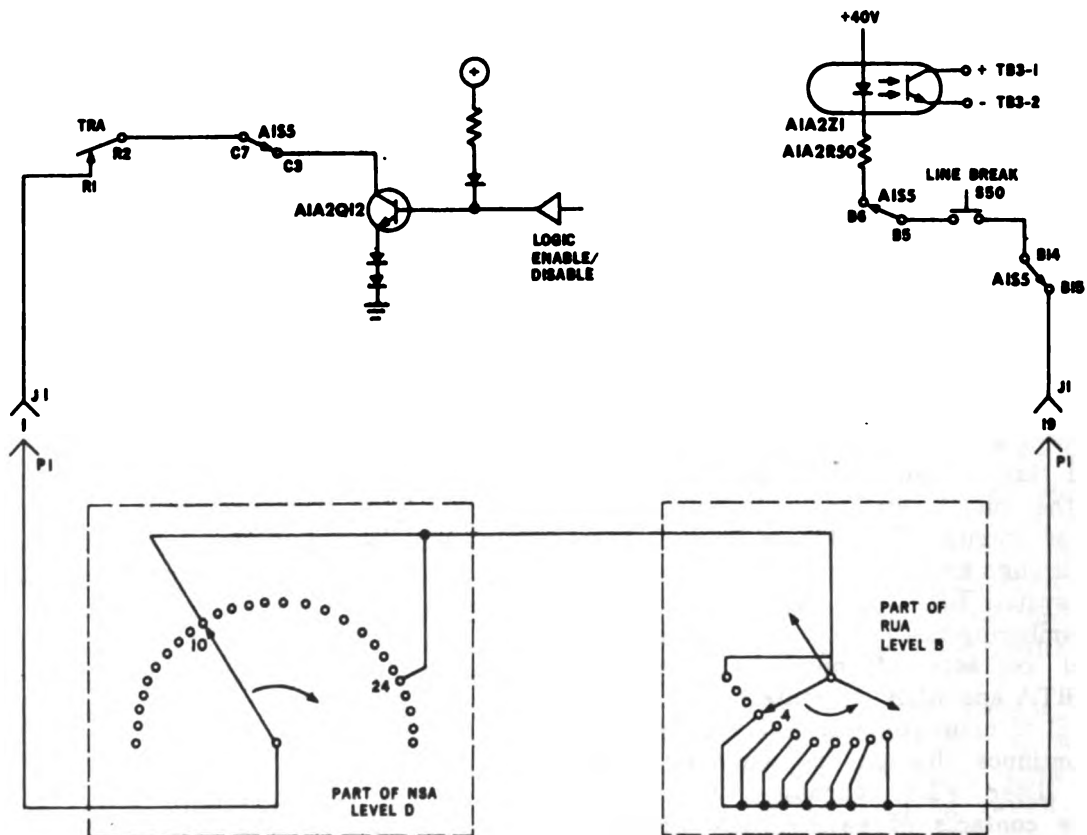 +40V
+ TB3-1
- TB3-2
A1A2Z1
A1A2R50
TRA
R2
R1
C7
A1S5
C3
A1A2Q12
LOGIC
ENABLE/
DISABLE
LINE BREAK
S50
A1S5
B6
B5
B14
A1S5
B15
J1
1
P1
J1
19
P1
10
24
PART OF NSA
LEVEL D
PART OF
RUA
LEVEL B
4